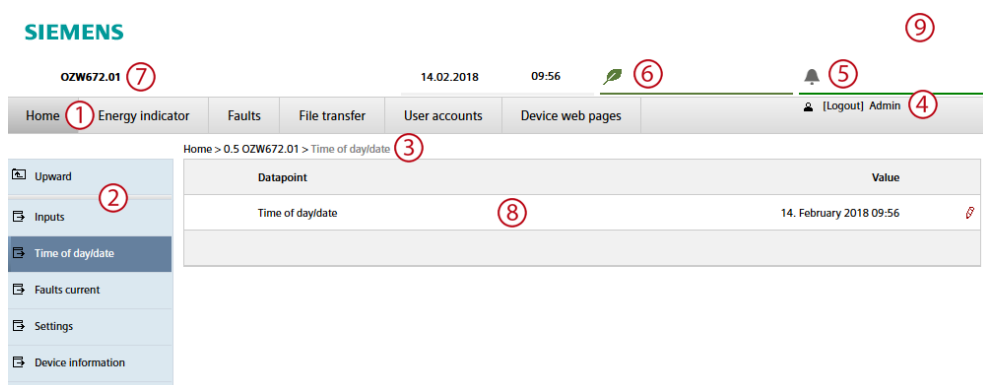 SIEMENS
9
OZW672.01 7 14.02.2018 09:56 6 5
Home 1 Energy indicator Faults File transfer User accounts Device web pages [Logout] Admin 4
Home > 0.5 OZW672.01 > Time of day/date 3
Upward
2
Inputs
Time of day/date
Faults current
Settings
Device information
Datapoint Value
Time of day/date 8 14. February 2018 09:56